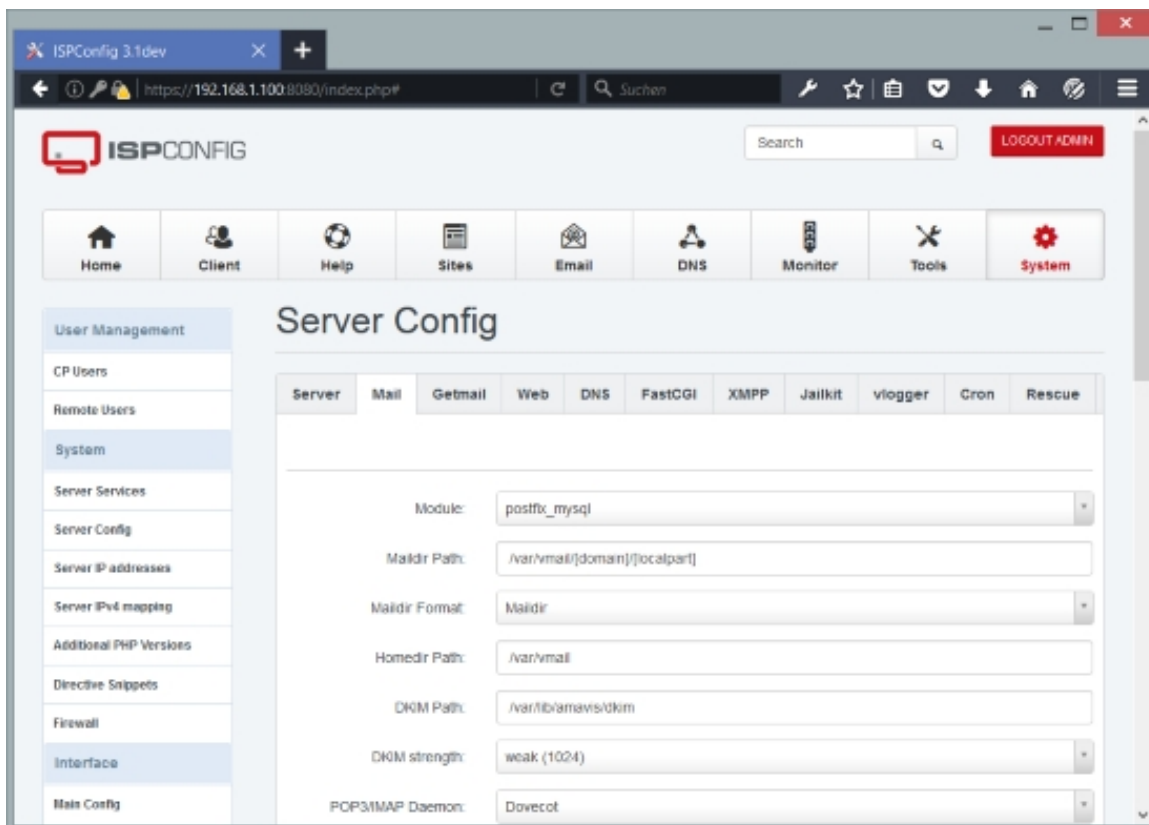 ISPConfig 3.1dev
https://192.168.1.100:8080/index.php#
Suchen
ISPCONFIG
Search
LOGOUT ADMIN
Home Client Help Sites Email DNS Monitor Tools System
User Management
CP Users
Remote Users
System
Server Services
Server Config
Server IP addresses
Server IPv4 mapping
Additional PHP Versions
Directive Snippets
Firewall
Interface
Main Config
Server Config
Server Mail Getmail Web DNS FastCGI XMPP Jailkit vlogger Cron Rescue
Module: postfix_mysql
Maildir Path: /var/vmail/[domain]/[localpart]
Maildir Format: Maildir
Homedir Path: /var/vmail
DKIM Path: /var/lib/amavis/dkim
DKIM strength: weak (1024)
POP3/IMAP Daemon: Dovecot